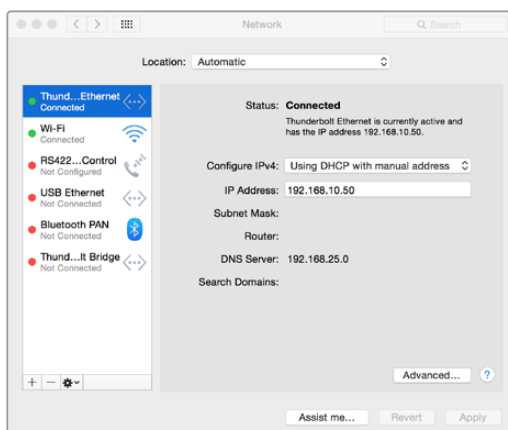 Network
Search
Location: Automatic
Thund…Ethernet
Connected
Wi-Fi
Connected
RS422…Control
Not Configured
USB Ethernet
Not Connected
Bluetooth PAN
Not Connected
Thund…lt Bridge
Not Connected
Status: Connected
Thunderbolt Ethernet is currently active and
has the IP address 192.168.10.50.
Configure IPv4: Using DHCP with manual address
IP Address: 192.168.10.50
Subnet Mask:
Router:
DNS Server: 192.168.25.0
Search Domains:
Advanced... ?
Assist me... Revert Apply